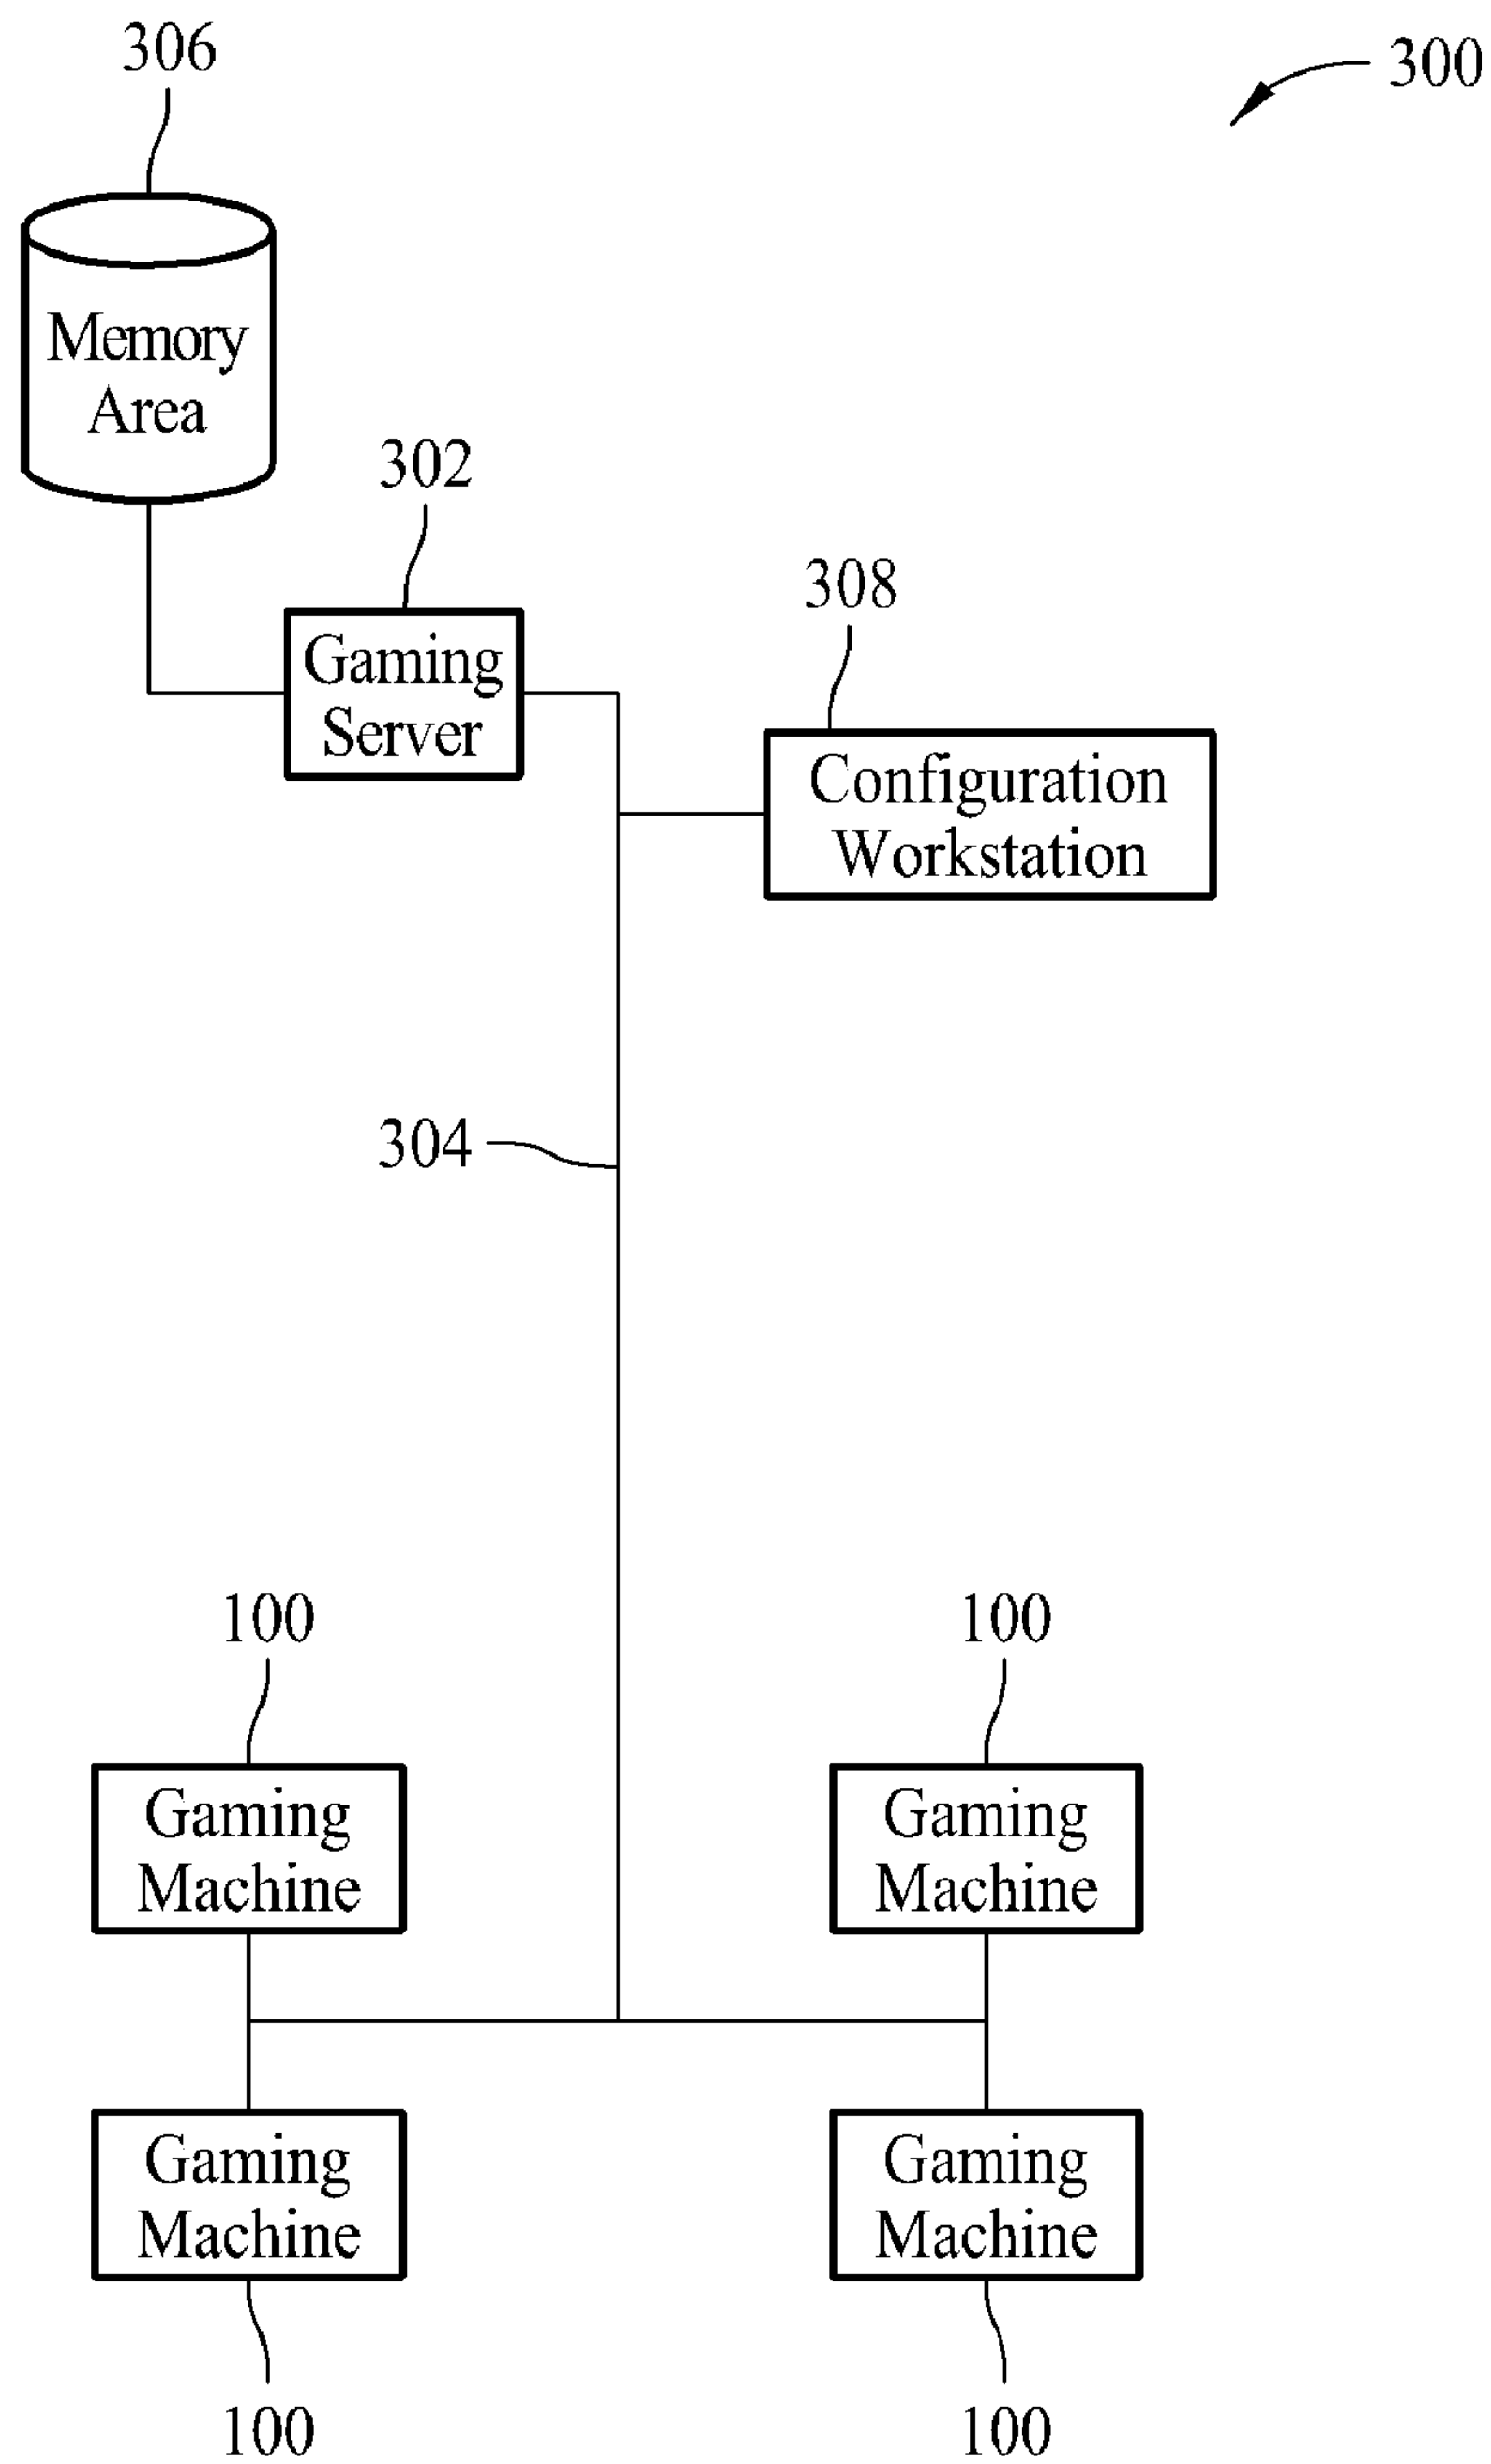 306
300
Memory
Area
302
Gaming
Server
308
Configuration
Workstation
304
100
100
Gaming
Machine
Gaming
Machine
Gaming
Machine
Gaming
Machine
100
100